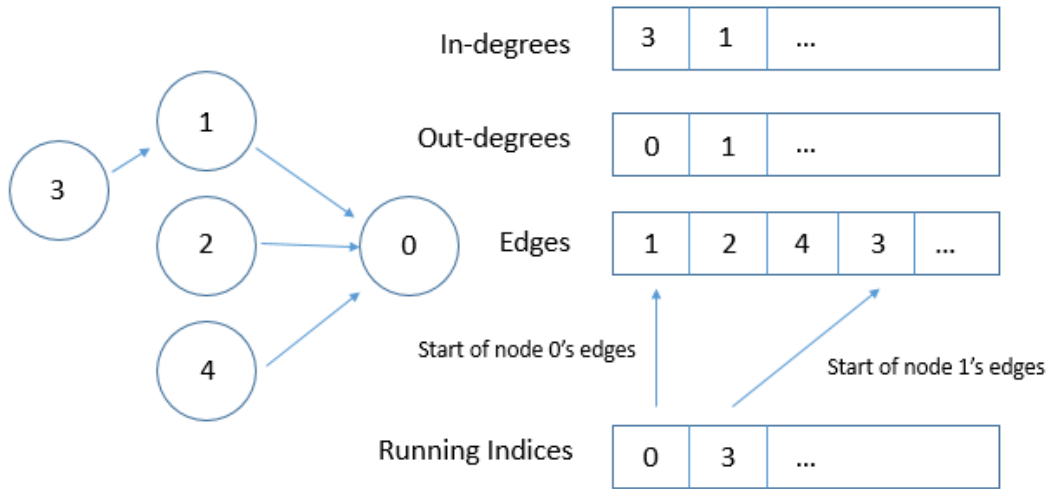 In-degrees 3 1 ...
1
Out-degrees 0 1 ...
3
2 0
Edges 1 2 4 3 ...
4
Start of node 0's edges
Start of node 1's edges
Running Indices 0 3 ...